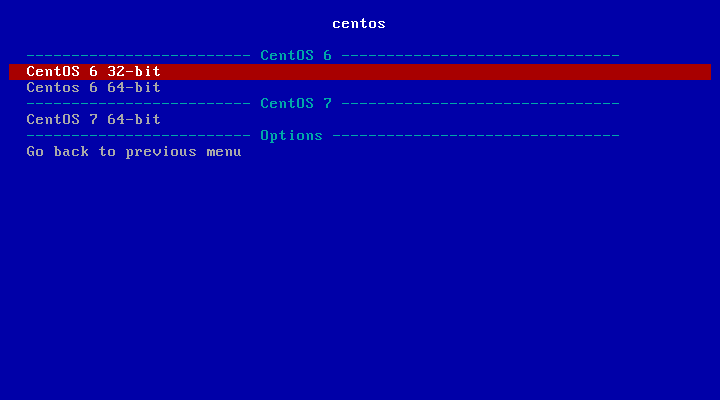 centos
------------------------- CentOS 6 -------------------------------
CentOS 6 32-bit
Centos 6 64-bit
------------------------- CentOS 7 -------------------------------
CentOS 7 64-bit
------------------------- Options --------------------------------
Go back to previous menu